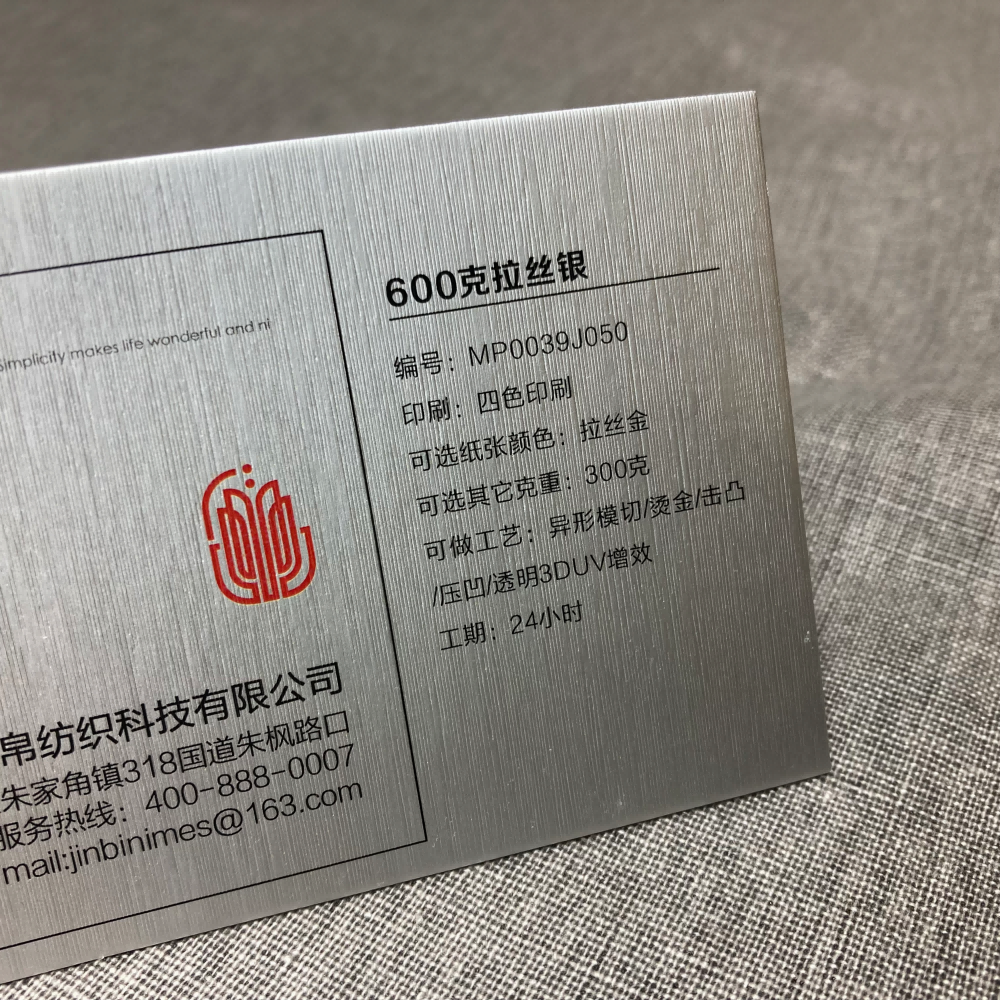 Simplicity makes life wonderful and ni
帛纺织科技有限公司
朱家角镇318国道朱枫路口
服务热线：400-888-0007
mail:jinbinimes@163.com
600克拉丝银
编号：MP0039J050
印刷：四色印刷
可选纸张颜色：拉丝金
可选其它克重：300克
可做工艺：异形模切/烫金/击凸
/压凹/透明3DUV增效
工期：24小时